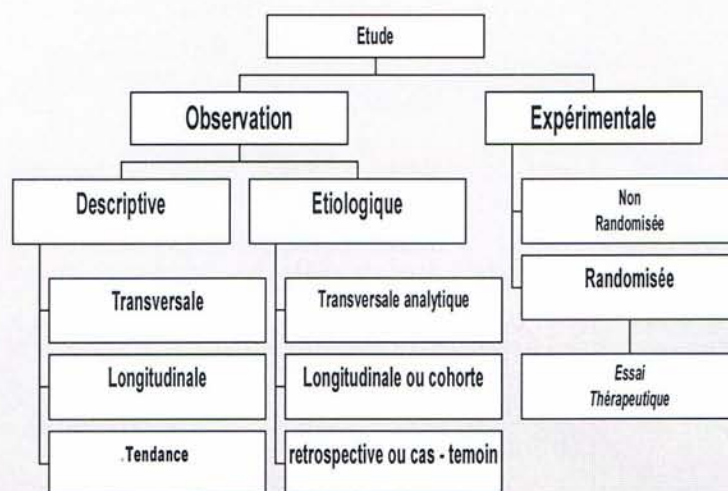 Etude
Observation
Expérimentale
Descriptive
Etiologique
Non
Randomisée
Transversale
Transversale analytique
Randomisée
Longitudinale
Longitudinale ou cohorte
Essai
Thérapeutique
.Tendance
retrospective ou cas - temoin